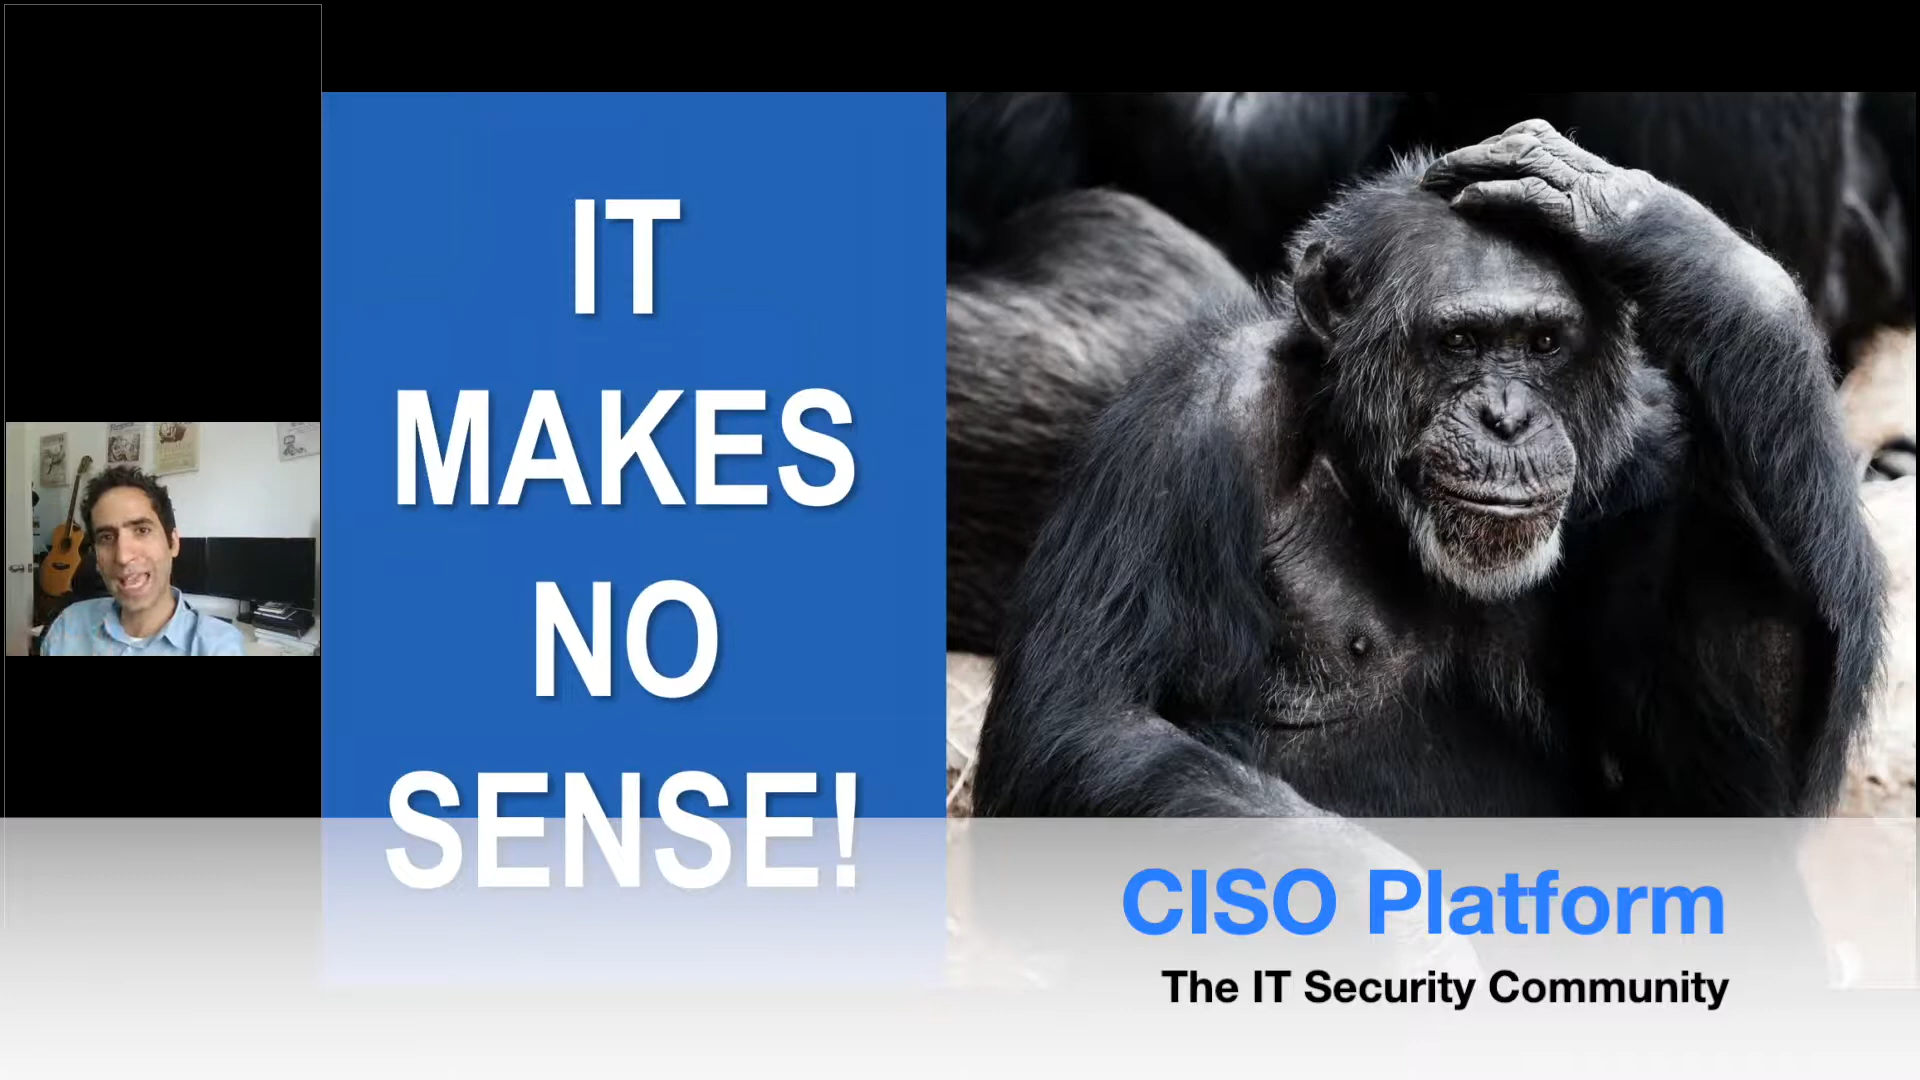 IT
MAKES
NO
SENSE!
CISO Platform
The IT Security Community